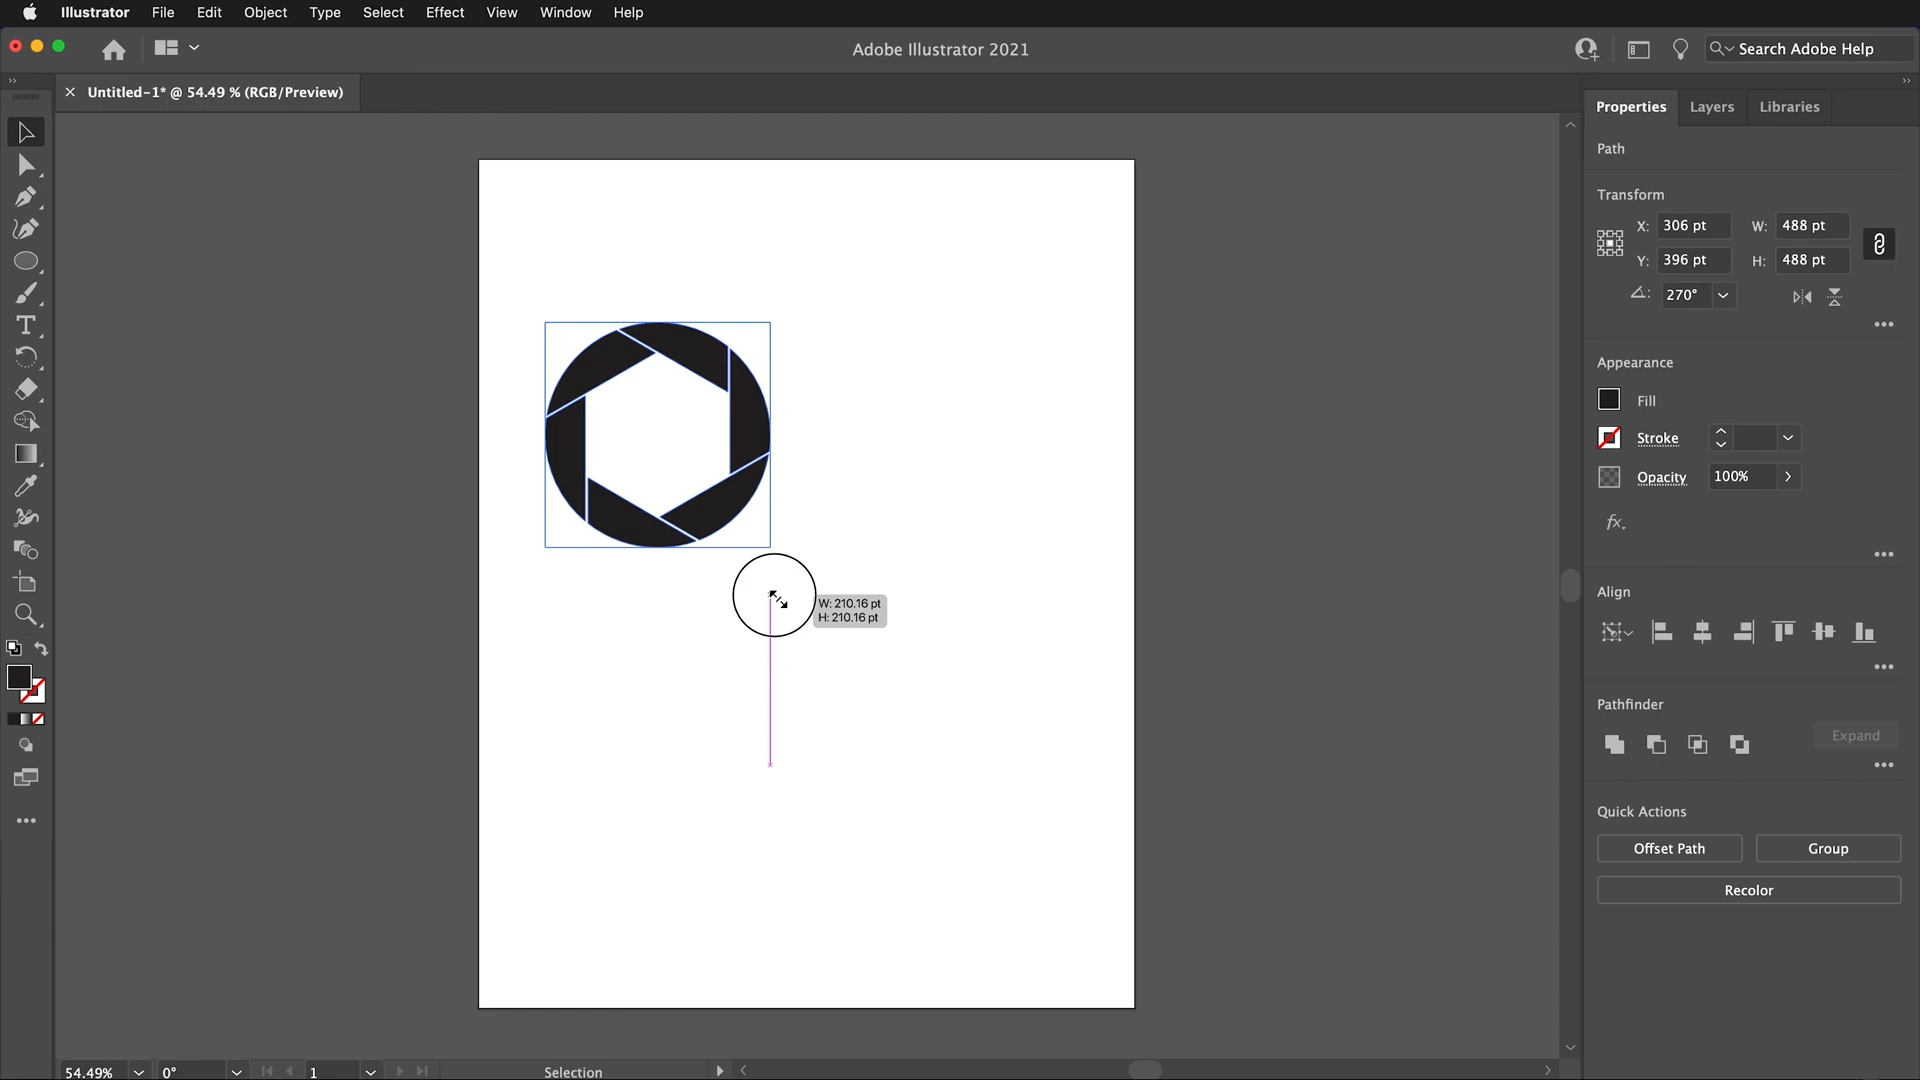 Illustrator File Edit Object Type Select Effect View Window Help
Adobe Illustrator 2021
Search Adobe Help
Untitled-1* @ 54.49 % (RGB/Preview)
Properties Layers Libraries
Path
Transform
X: 306 pt W: 488 pt
Y: 396 pt H: 488 pt
270°
Appearance
Fill
Stroke
Opacity 100%
fx.
Align
W: 210.16 pt
H: 210.16 pt
Pathfinder
Expand
Quick Actions
Offset Path Group
Recolor
54.49% 0° 1 Selection